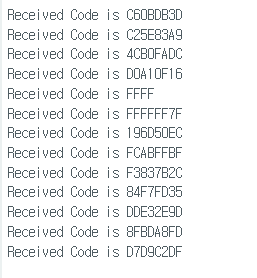 Received Code is C60BDB3D
Received Code is C25E83A9
Received Code is 4CB0FADC
Received Code is D0A10F16
Received Code is FFFF
Received Code is FFFFFF7F
Received Code is 196D50EC
Received Code is FCABFFBF
Received Code is F3837B2C
Received Code is 84F7FD35
Received Code is DDE32E9D
Received Code is 8FBDA8FD
Received Code is D7D9C2DF